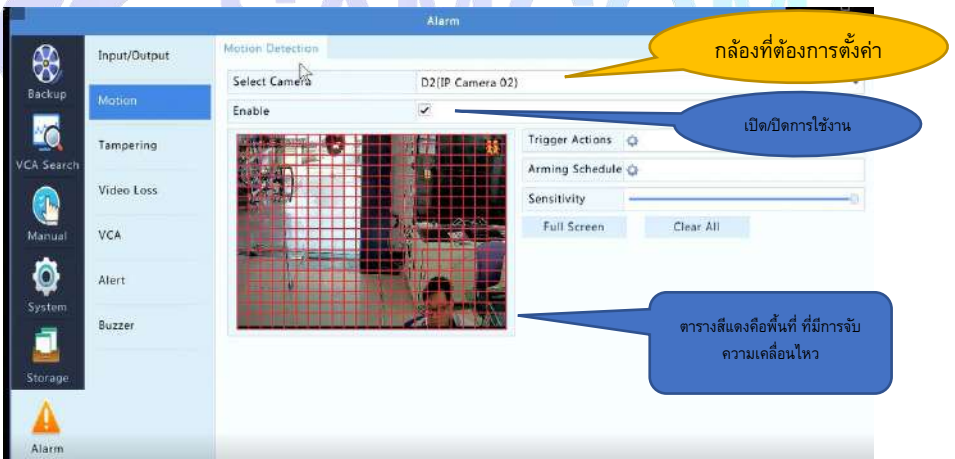 Alarm
Backup
VCA Search
Manual
System
Storage
Alarm
Input/Output
Motion
Tampering
Video Loss
VCA
Alert
Buzzer
Motion Detection
Select Camera
D2(IP Camera 02)
Enable
Trigger Actions
Arming Schedule
Sensitivity
Full Screen
Clear All
กล้องที่ต้องการตั้งค่า
เปิด/ปิดการใช้งาน
ตารางสีแดงคือพื้นที่ ที่มีการจับ
ความเคลื่อนไหว